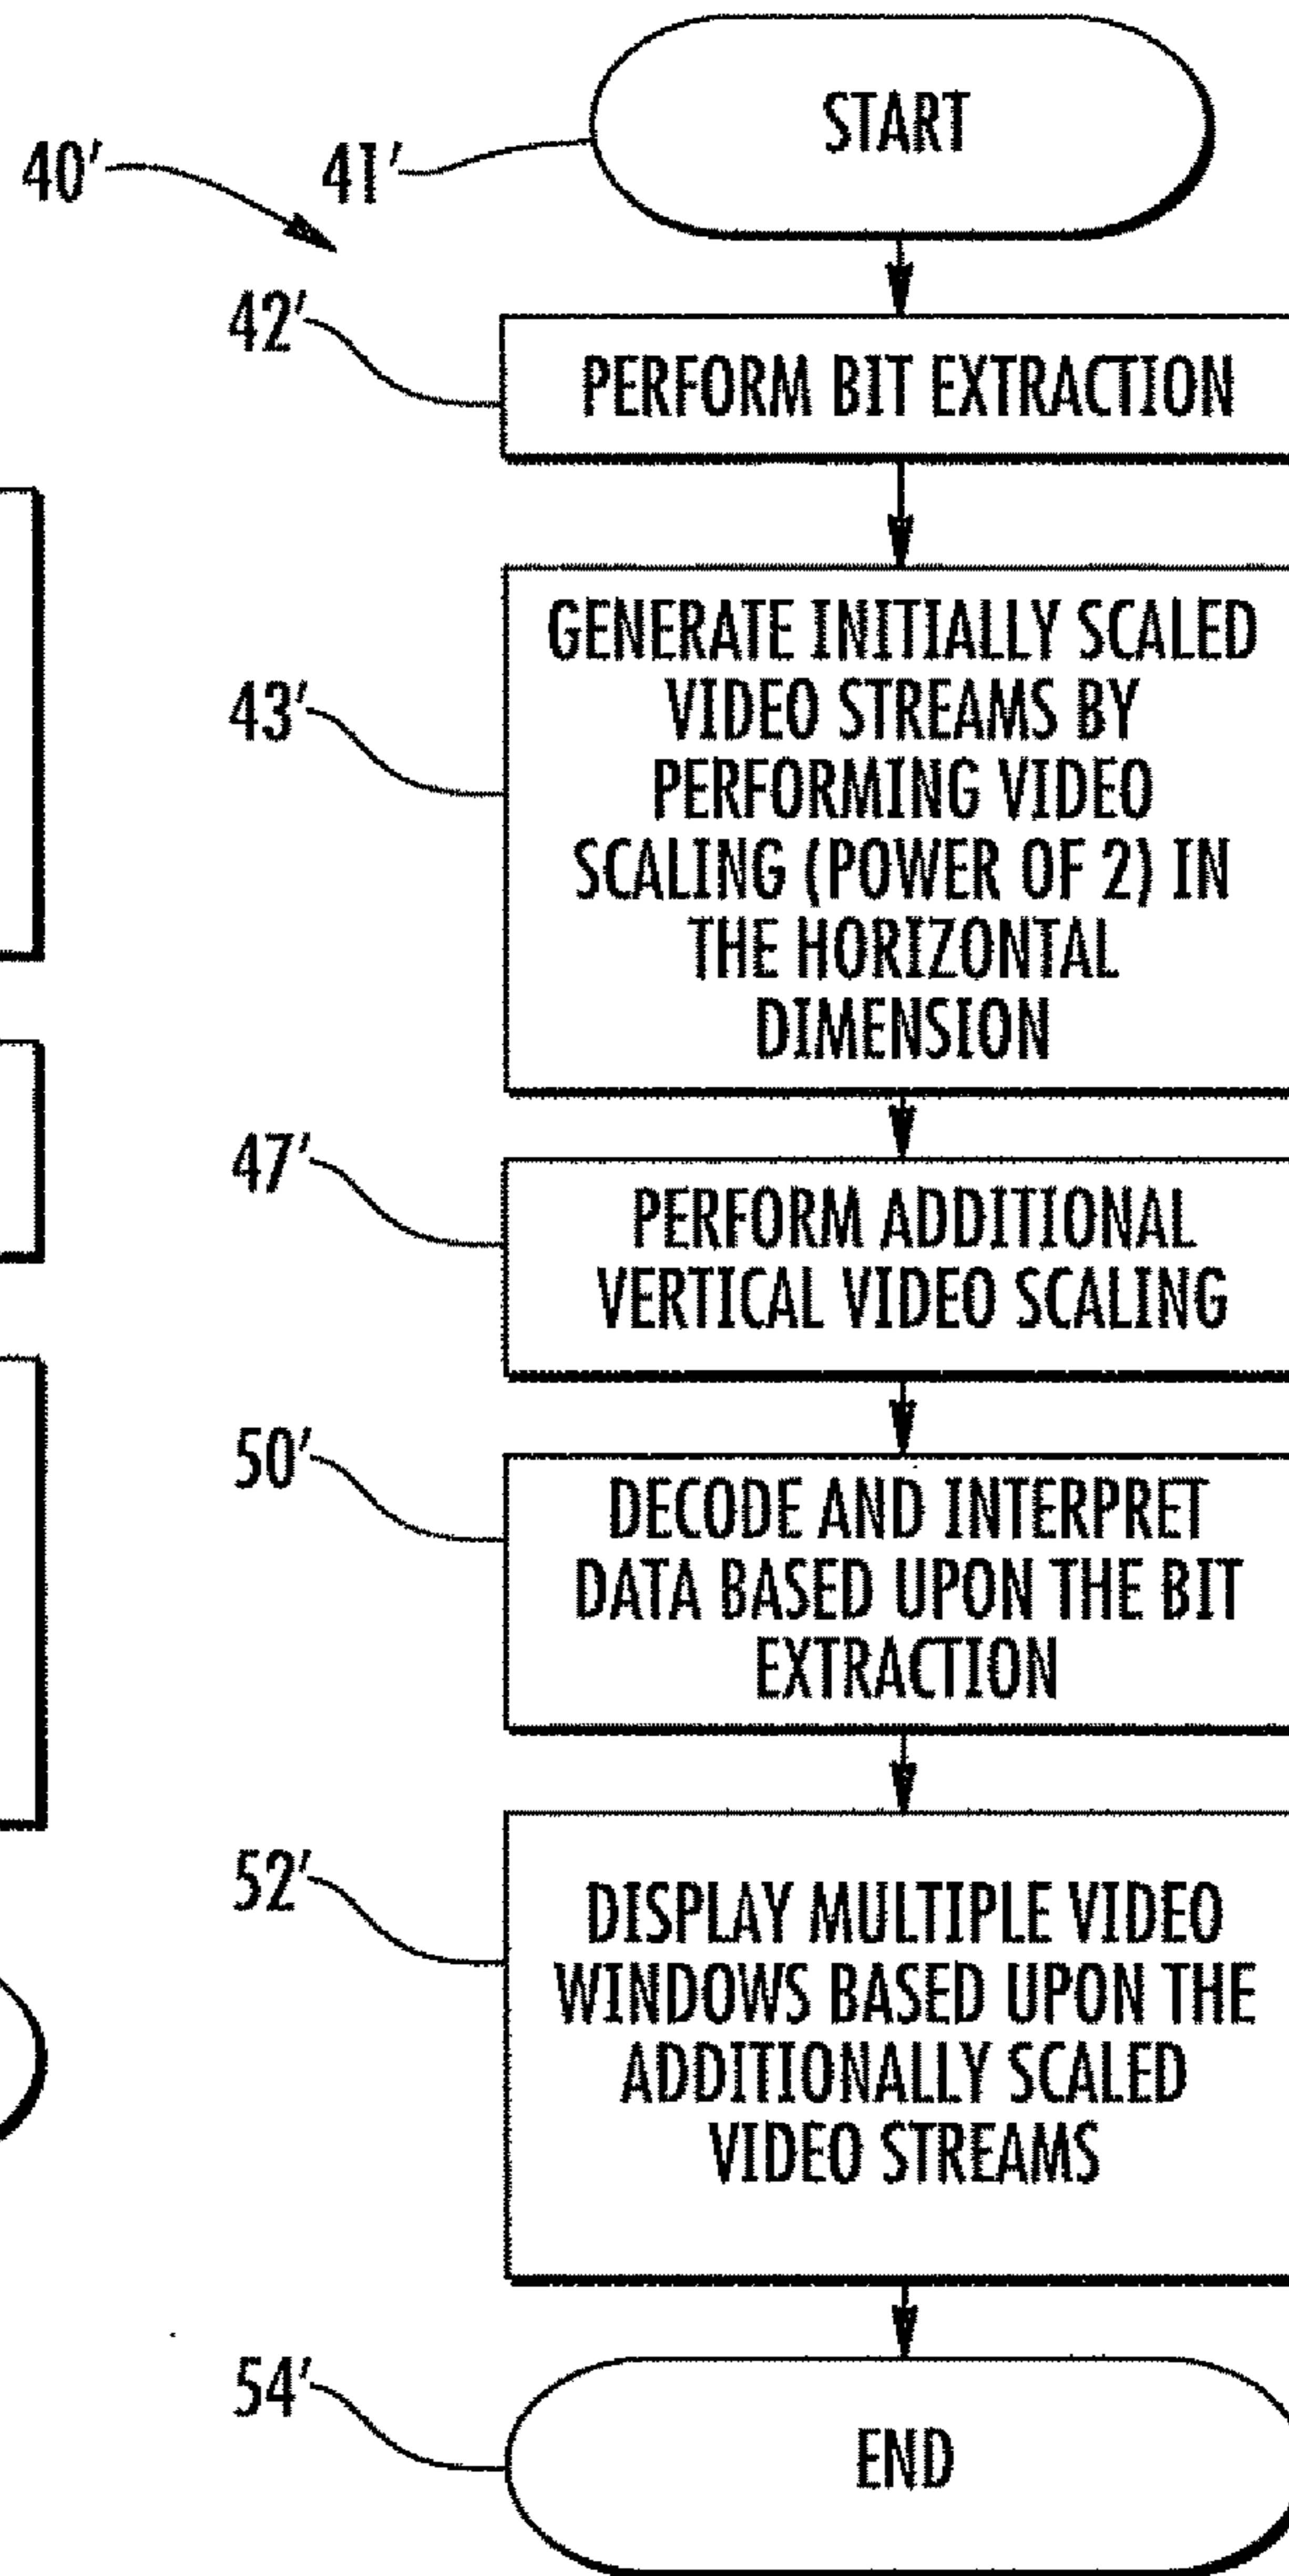 START
40'
41'
42'
PERFORM BIT EXTRACTION
GENERATE INITIALLY SCALED
VIDEO STREAMS BY
PERFORMING VIDEO
SCALING (POWER OF 2) IN
THE HORIZONTAL
DIMENSION
43'
47'
PERFORM ADDITIONAL
VERTICAL VIDEO SCALING
50'
DECODE AND INTERPRET
DATA BASED UPON THE BIT
EXTRACTION
52'
DISPLAY MULTIPLE VIDEO
WINDOWS BASED UPON THE
ADDITIONALLY SCALED
VIDEO STREAMS
54'
END